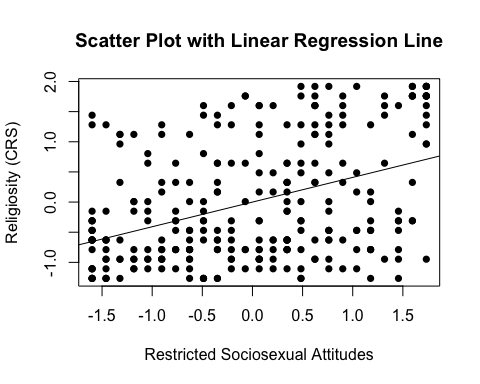 Scatter Plot with Linear Regression Line
2.0
1.0
0.0
-1.0
Religiosity (CRS)
-1.5 -1.0 -0.5 0.0 0.5 1.0 1.5
Restricted Sociosexual Attitudes